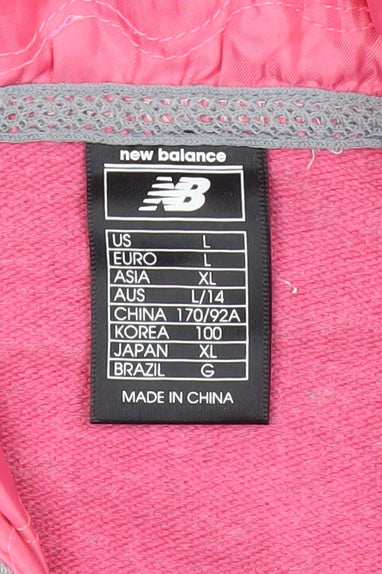 new balance
NB
US L
EURO L
ASIA XL
AUS L/14
CHINA 170/92A
KOREA 100
JAPAN XL
BRAZIL G
MADE IN CHINA